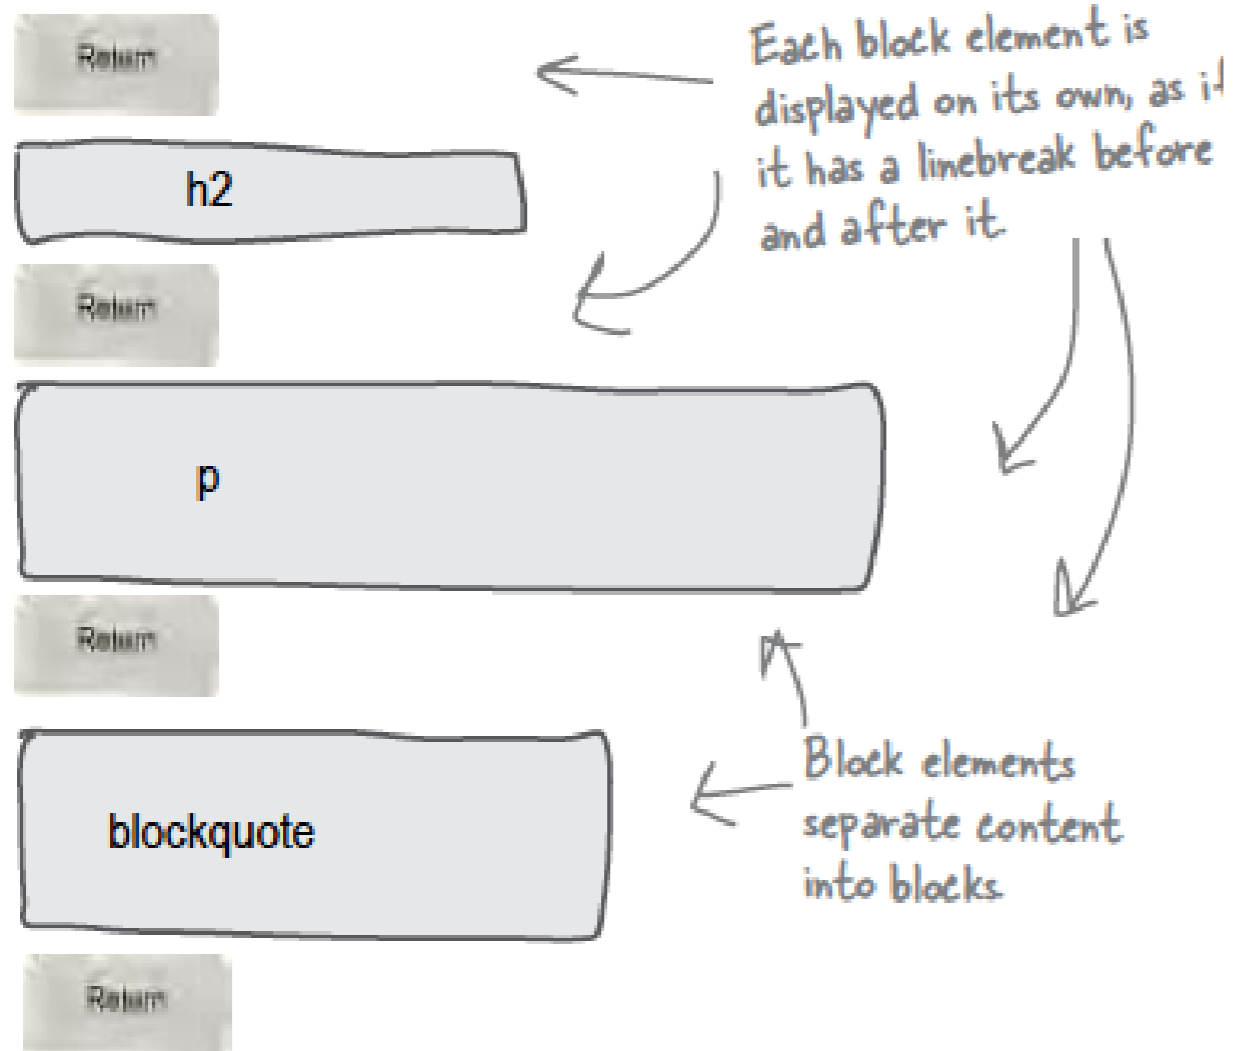 Return
Each block element is
displayed on its own, as if
it has a linebreak before
and after it.
h2
Return
p
Return
Block elements
separate content
into blocks.
blockquote
Return